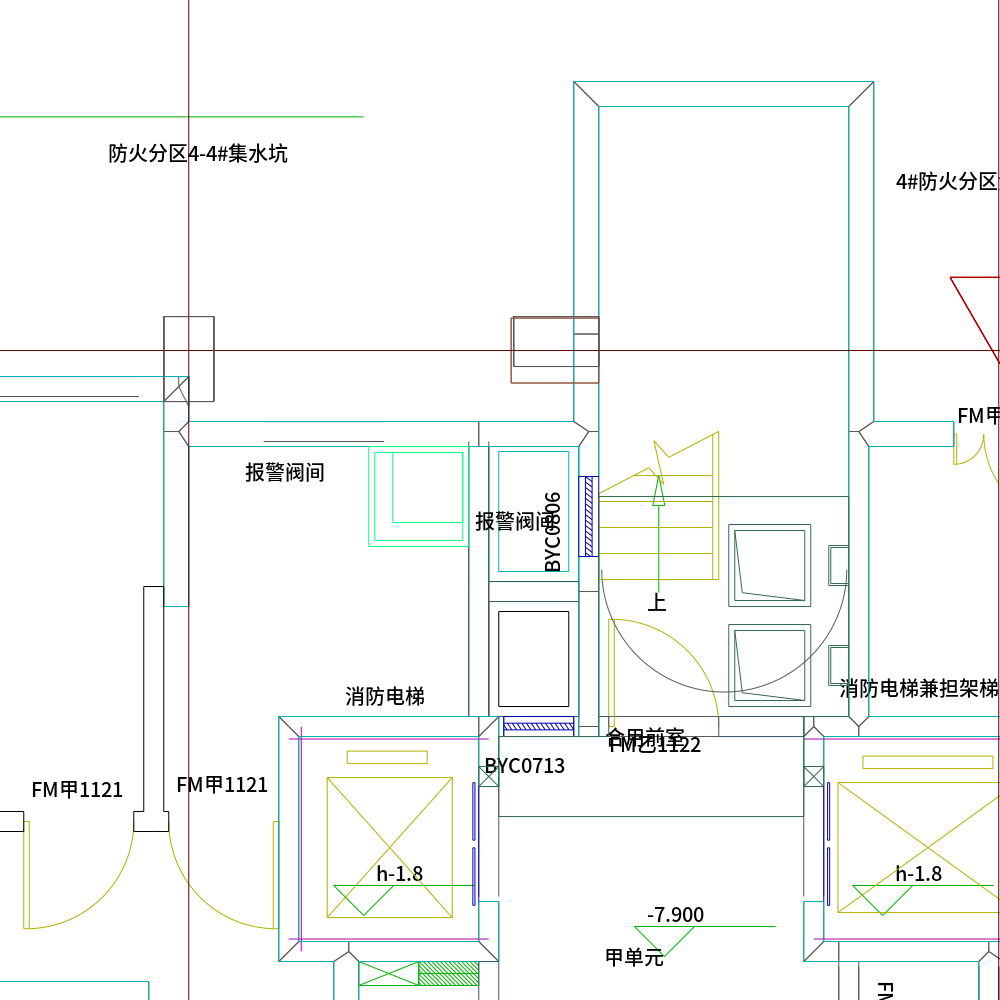 防火分区4-4#集水坑
4#防火分区
FM甲
报警阀间
报警阀间
BYC0806
上
消防电梯
消防电梯兼担架梯
合用前室
FM乙1122
BYC0713
FM甲1121
FM甲1121
h-1.8
h-1.8
-7.900
甲单元
FM